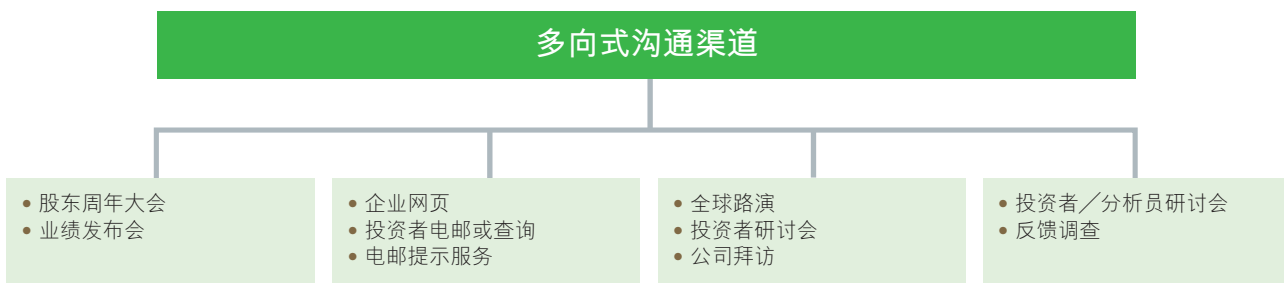 多向式沟通渠道
• 股东周年大会
• 业绩发布会
• 企业网页
• 投资者电邮或查询
• 电邮提示服务
• 全球路演
• 投资者研讨会
• 公司拜访
• 投资者╱分析员研讨会
• 反馈调查